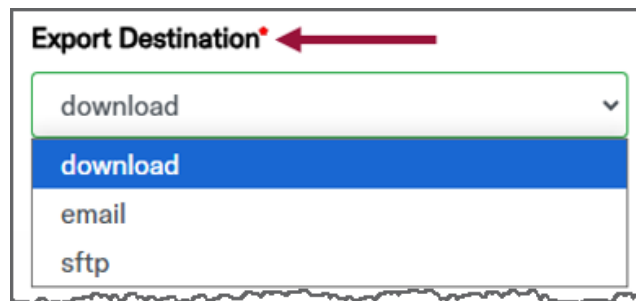 Export Destination*
download
download
email
sftp